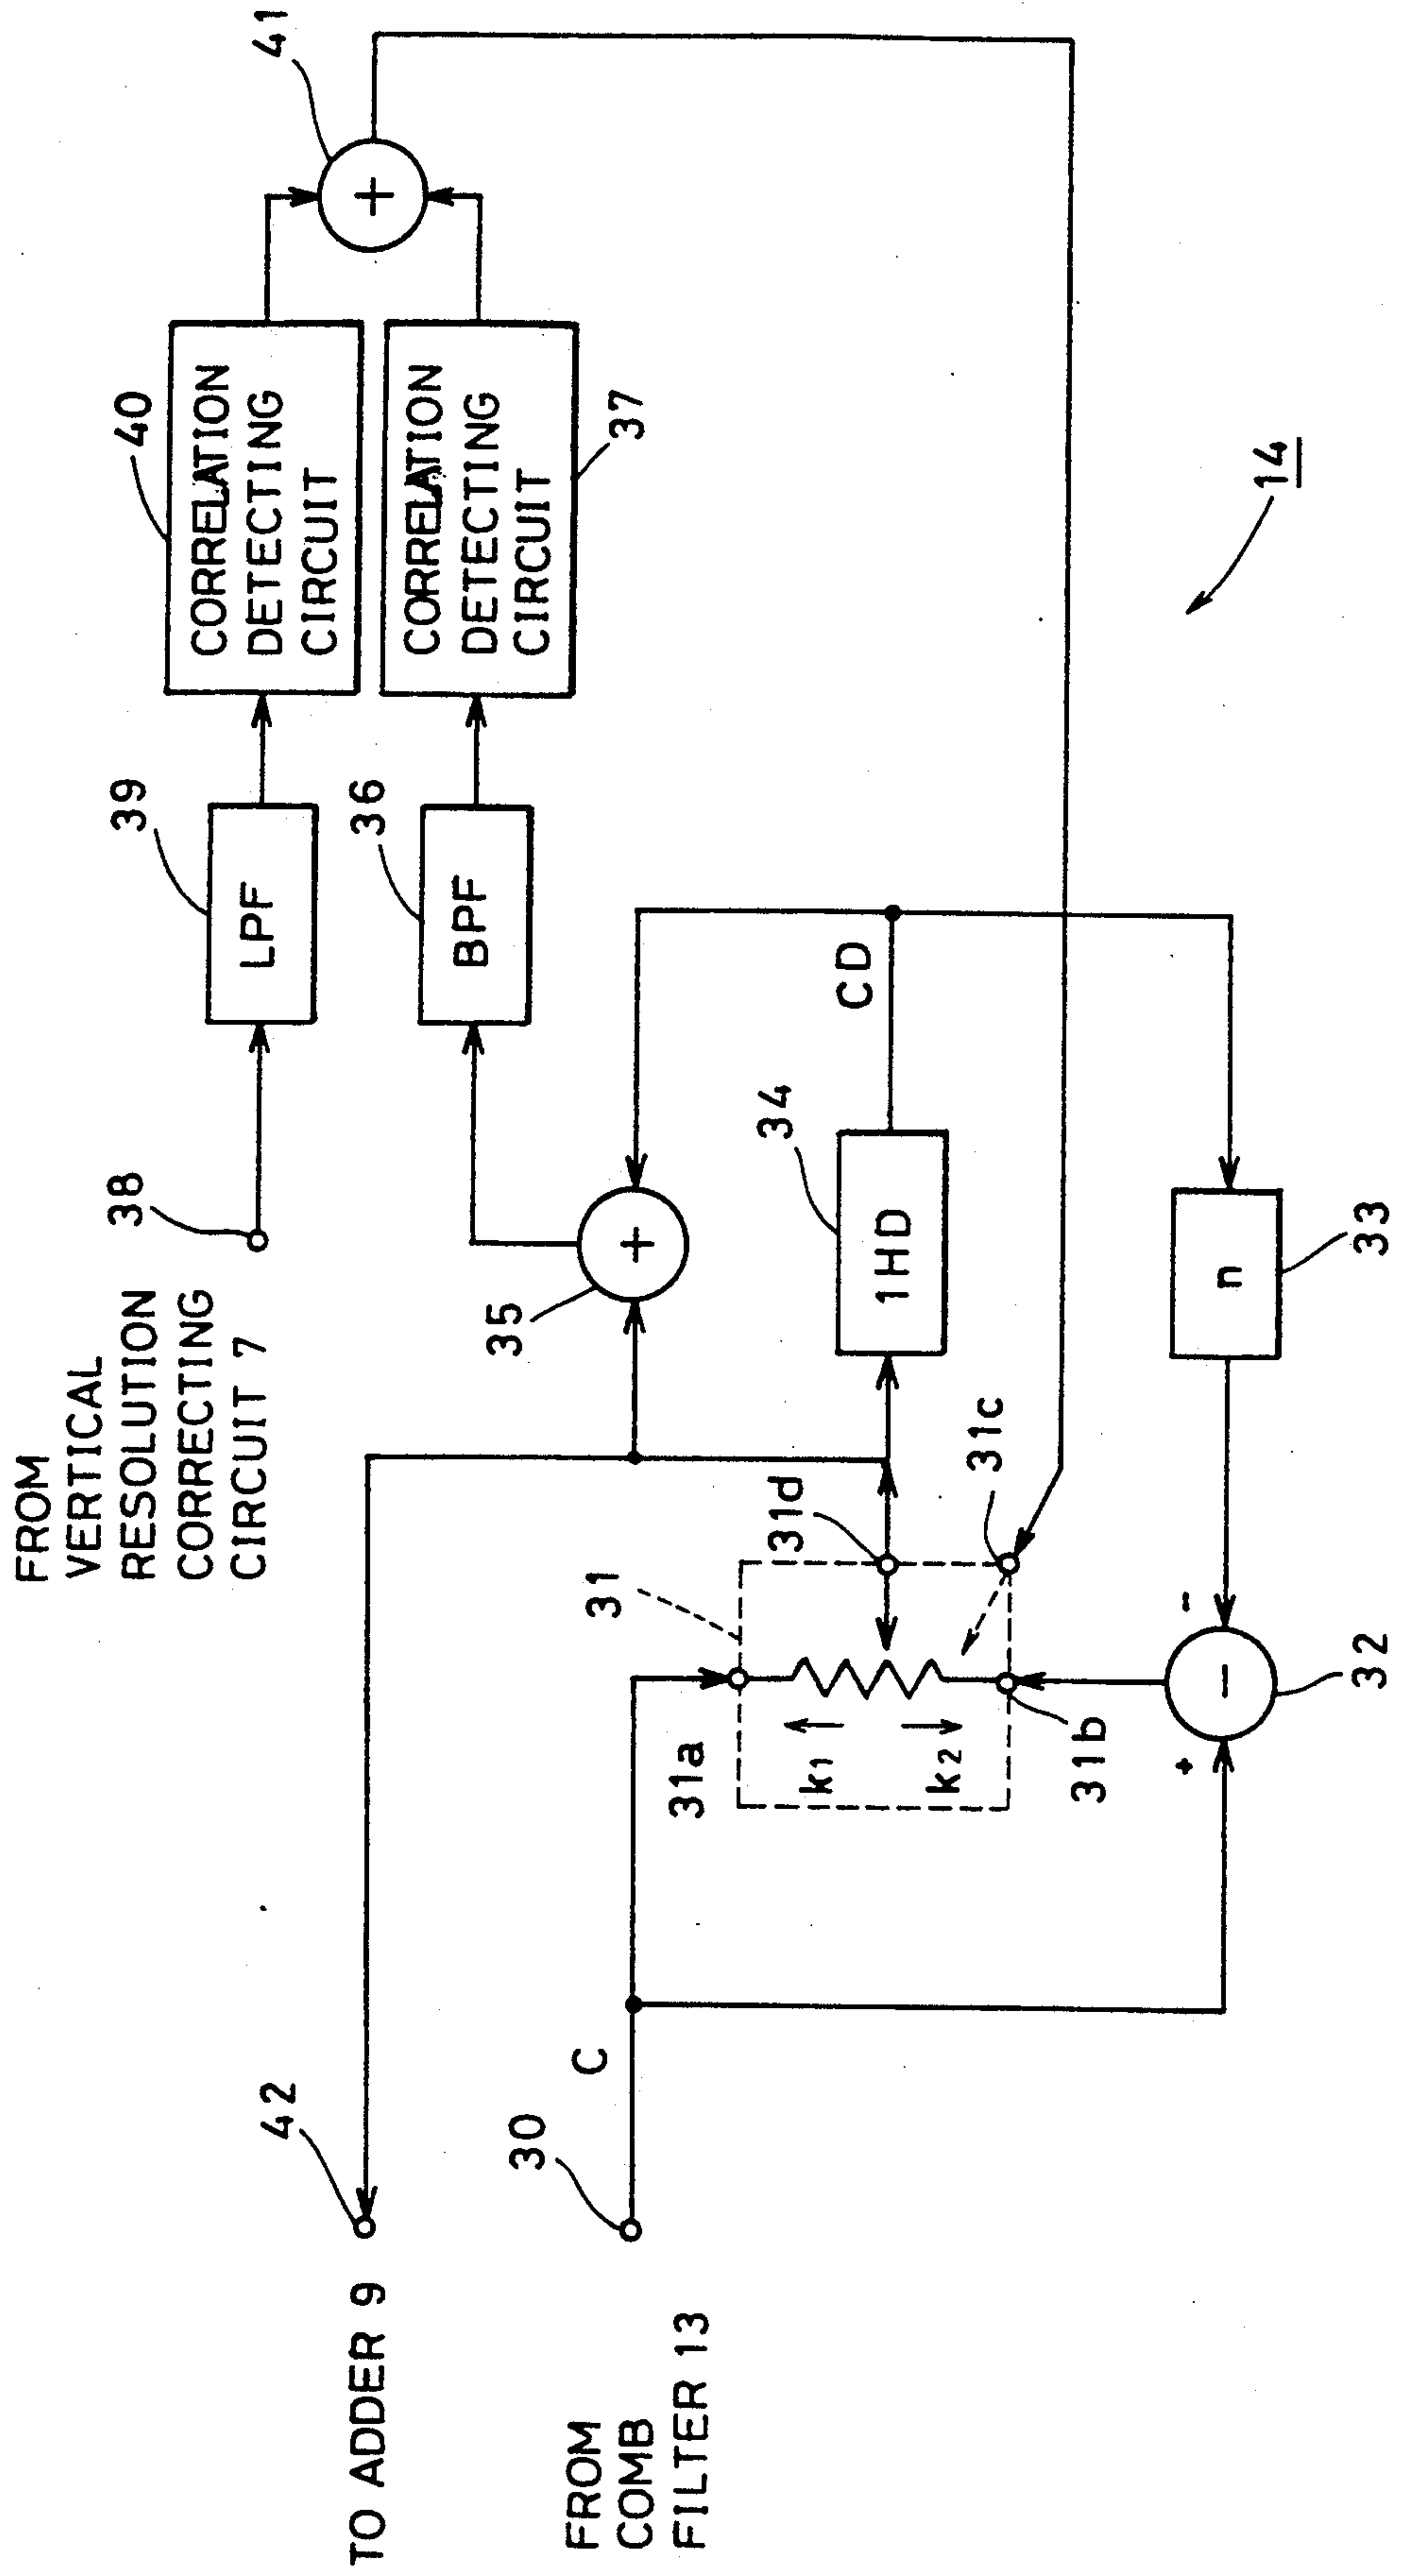 FROM
VERTICAL
RESOLUTION
CORRECTING
CIRCUIT 7
38
39
LPF
40
CORRELATION
DETECTING
CIRCUIT
41
36
BPF
CORRELATION
DETECTING
CIRCUIT
37
42
TO ADDER 9
35
+
+
30
C
FROM
COMB
FILTER 13
31
31a
31d
31c
31b
k1
k2
34
1HD
CD
+
-
−
32
n
33
14